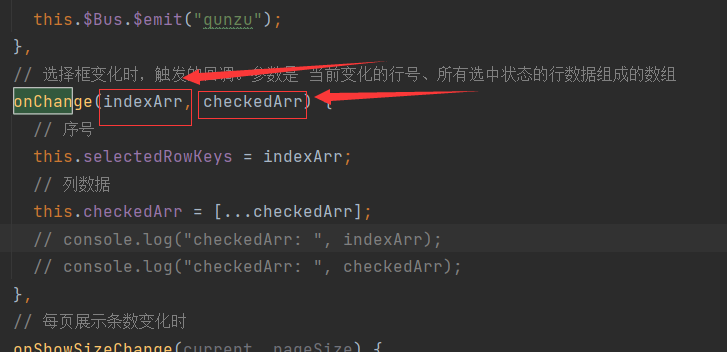 this.$Bus.$emit("qunzu");
},
// 选择框变化时，触发的回调。参数是 当前变化的行号、所有选中状态的行数据组成的数组
onChange(indexArr, checkedArr) {
// 序号
this.selectedRowKeys = indexArr;
// 列数据
this.checkedArr = [...checkedArr];
// console.log("checkedArr: ", indexArr);
// console.log("checkedArr: ", checkedArr);
},
// 每页展示条数变化时
onShowSizeChange(current, pageSize) {